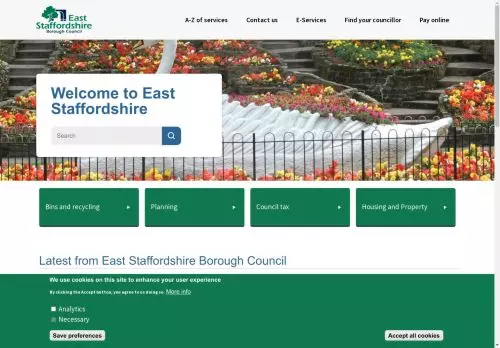 East
Staffordshire
Borough Council
A-Z of services
Contact us
E-Services
Find your councillor
Pay online
Welcome to East
Staffordshire
Search
Bins and recycling
Planning
Council tax
Housing and Property
Latest from East Staffordshire Borough Council
We use cookies on this site to enhance your user experience
By clicking the Accept button, you agree to us doing so. More info
Analytics
Necessary
Save preferences
Accept all cookies